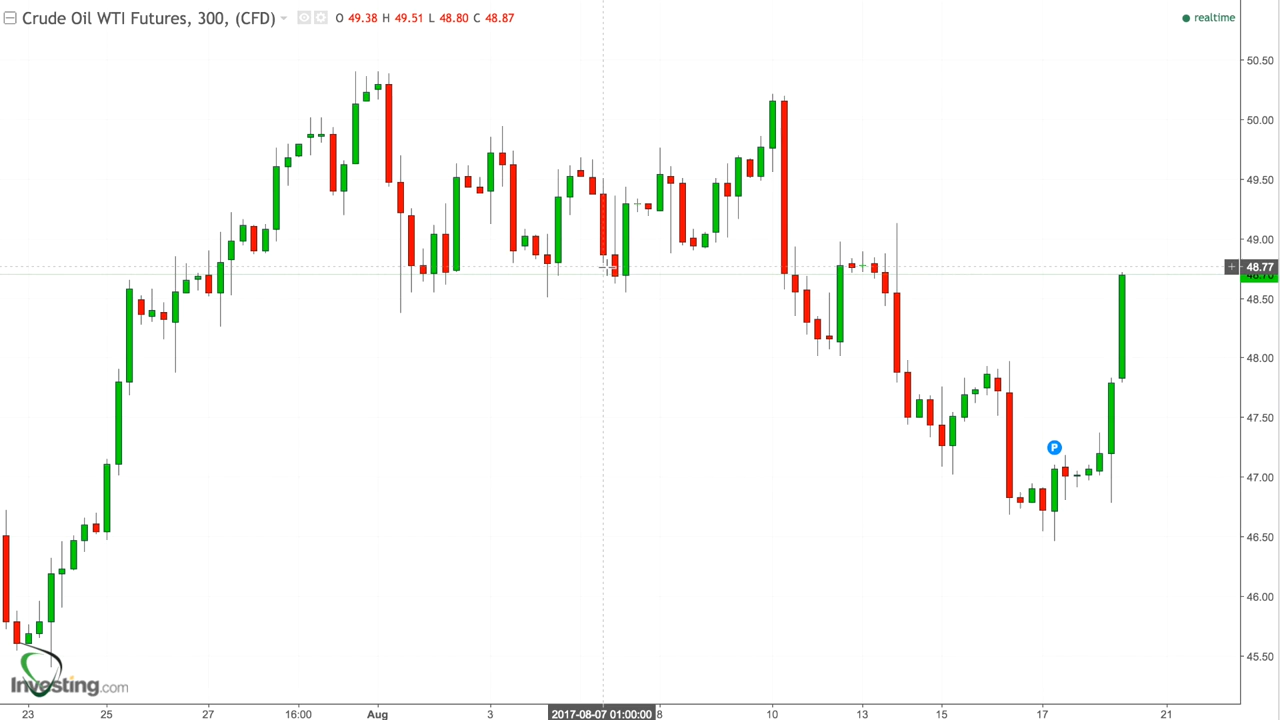 Crude Oil WTI Futures, 300, (CFD) O 49.38 H 49.51 L 48.80 C 48.87
realtime
50.50
50.00
49.50
49.00
48.77
48.70
48.50
48.00
P
47.50
47.00
46.50
46.00
45.50
Investing.com
23 25 27 16:00 Aug 3 2017-08-07 01:00:00 8 10 13 15 17 21